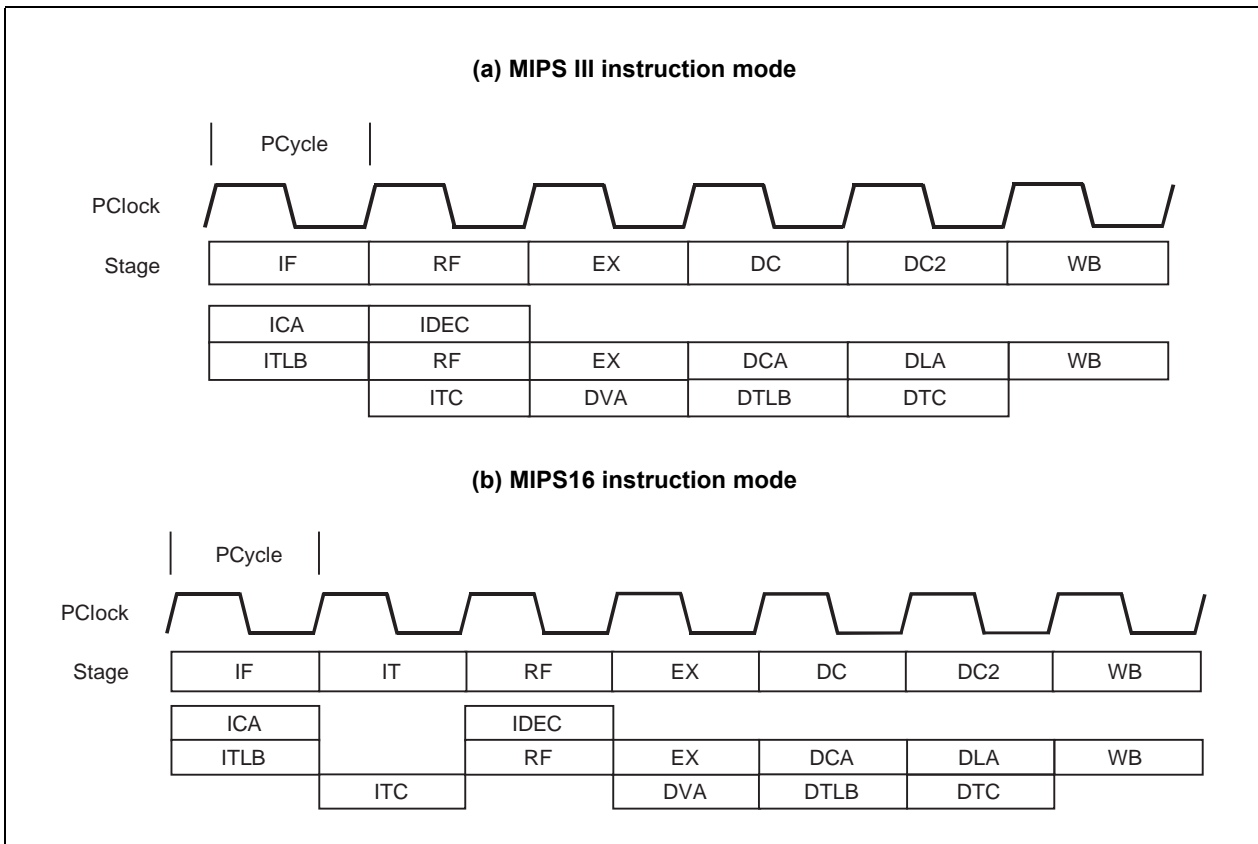 (a) MIPS III instruction mode
PCycle
PClock
Stage IF RF EX DC DC2 WB
ICA IDEC
ITLB RF EX DCA DLA WB
ITC DVA DTLB DTC
(b) MIPS16 instruction mode
PCycle
PClock
Stage IF IT RF EX DC DC2 WB
ICA IDEC
ITLB RF EX DCA DLA WB
ITC DVA DTLB DTC